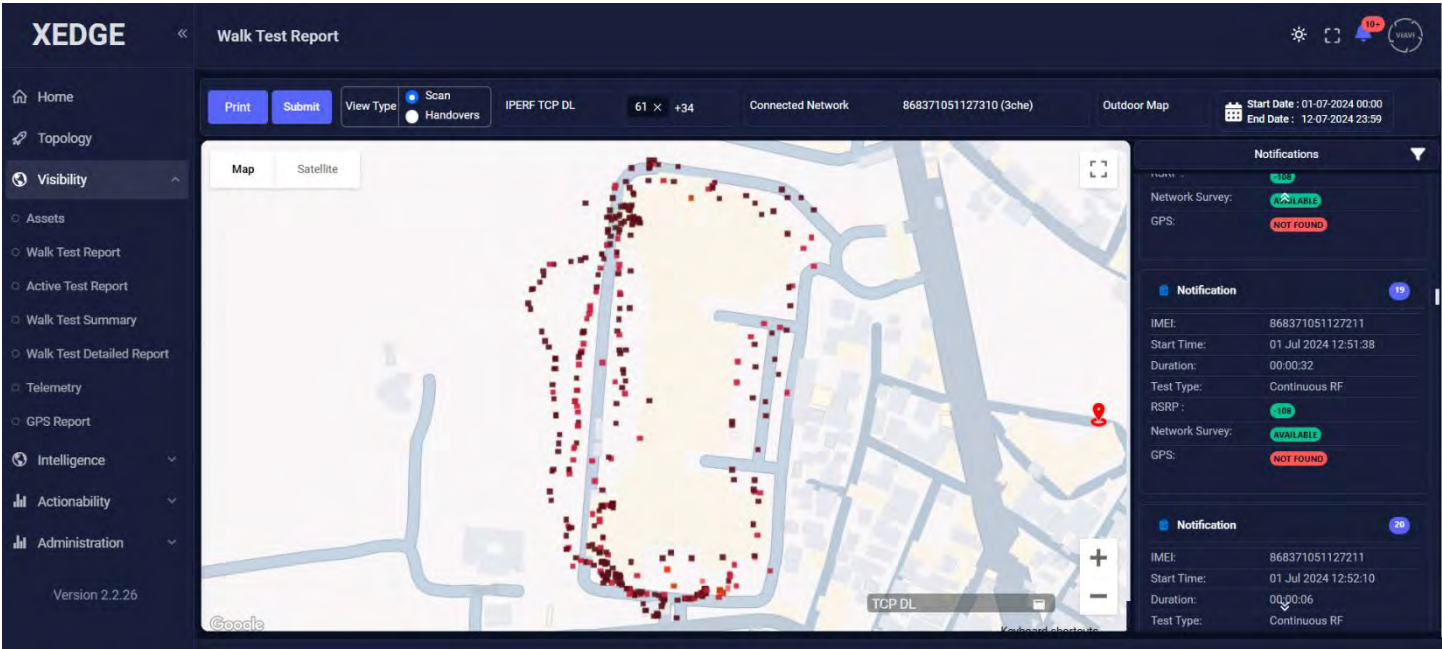 XEDGE
«
Walk Test Report
10+
VIAVI
Home
Topology
Visibility
Assets
Walk Test Report
Active Test Report
Walk Test Summary
Walk Test Detailed Report
Telemetry
GPS Report
Intelligence
Actionability
Administration
Version 2.2.26
Print
Submit
View Type
Scan
Handovers
IPERF TCP DL
61 × +34
Connected Network
868371051127310 (3che)
Outdoor Map
Start Date : 01-07-2024 00:00
End Date : 12-07-2024 23:59
Map
Satellite
TCP DL
Google
Keyboard shortcuts
Notifications
RSRP :
-108
Network Survey:
AVAILABLE
GPS:
NOT FOUND
Notification
19
IMEI:
868371051127211
Start Time:
01 Jul 2024 12:51:38
Duration:
00:00:32
Test Type:
Continuous RF
RSRP :
-108
Network Survey:
AVAILABLE
GPS:
NOT FOUND
Notification
20
IMEI:
868371051127211
Start Time:
01 Jul 2024 12:52:10
Duration:
00:00:06
Test Type:
Continuous RF